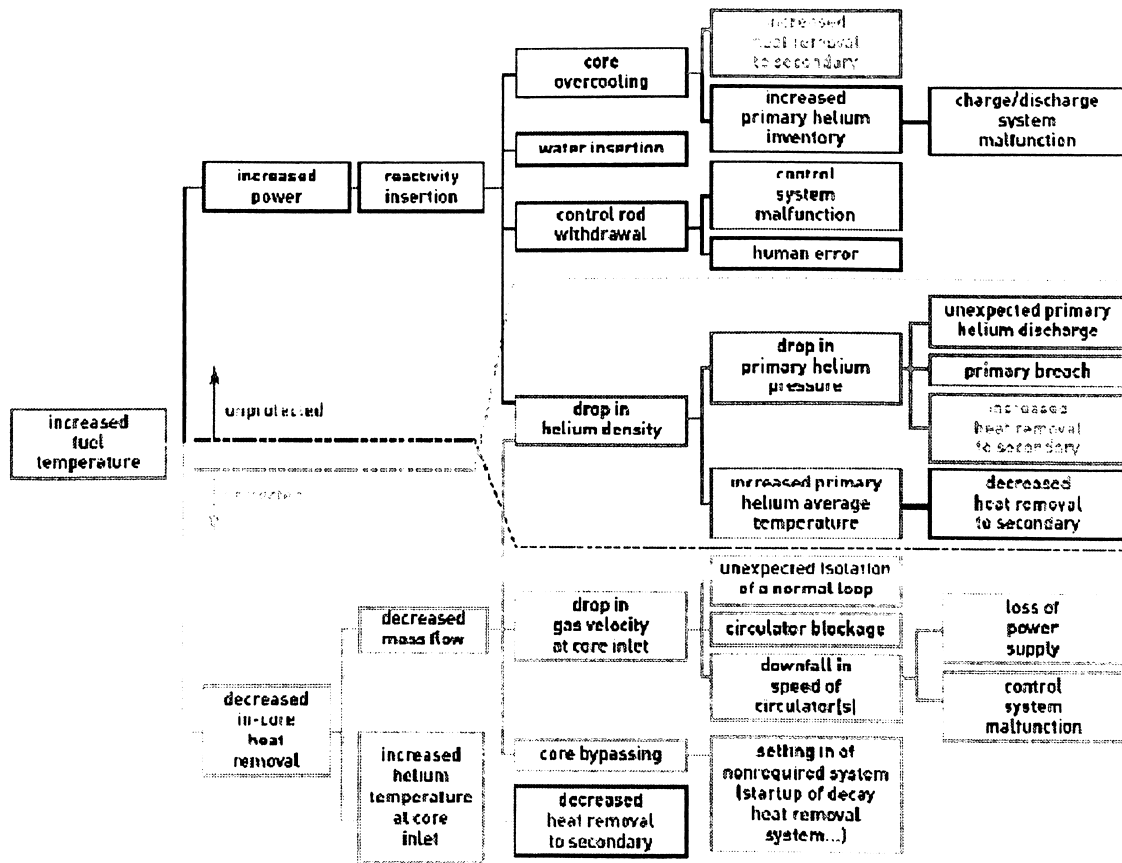 increased
heat removal
to secondary
core
overcooling
increased
primary helium
inventory
charge/discharge
system
malfunction
water insertion
increased
power
reactivity
insertion
control
system
malfunction
control rod
withdrawal
human error
unexpected primary
helium discharge
drop in
primary helium
pressure
primary breach
unprotected
increased
fuel
temperature
drop in
helium density
increased
heat removal
to secondary
increased primary
helium average
temperature
decreased
heat removal
to secondary
unexpected isolation
of a normal loop
decreased
mass flow
drop in
gas velocity
at core inlet
circulator blockage
loss of
power
supply
downfall in
speed of
circulator(s)
control
system
malfunction
decreased
in-core
heat
removal
increased
helium
temperature
at core
inlet
core bypassing
setting in of
nonrequired system
(startup of decay
heat removal
system...)
decreased
heat removal
to secondary